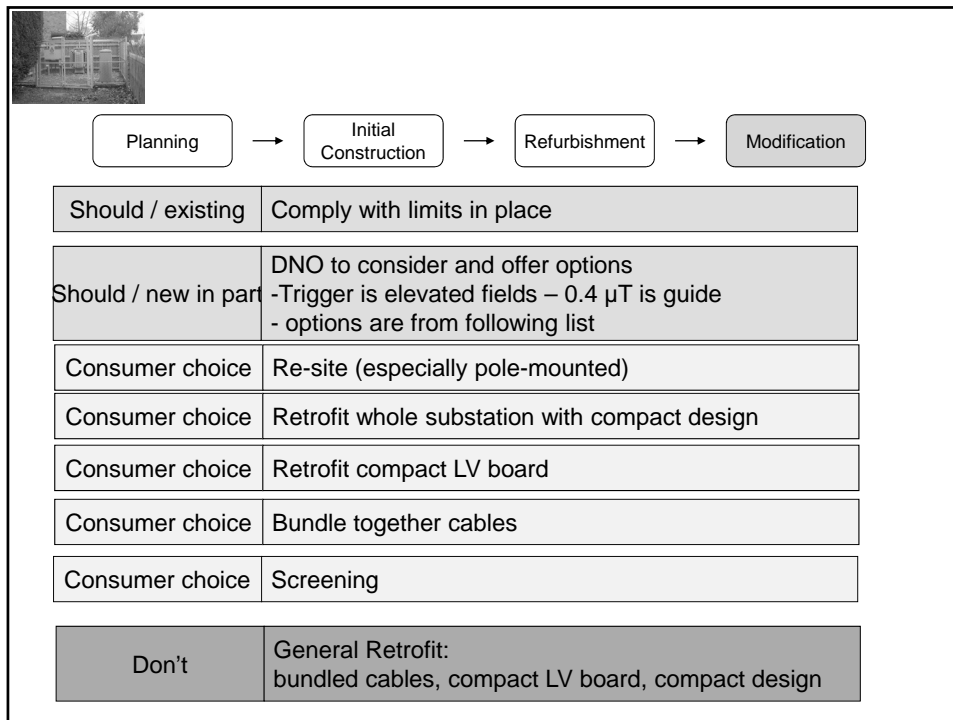 Planning
Initial
Construction
Refurbishment
Modification
Should / existing
Comply with limits in place
Should / new in part
DNO to consider and offer options
-Trigger is elevated fields – 0.4 µT is guide
- options are from following list
Consumer choice
Re-site (especially pole-mounted)
Consumer choice
Retrofit whole substation with compact design
Consumer choice
Retrofit compact LV board
Consumer choice
Bundle together cables
Consumer choice
Screening
Don't
General Retrofit:
bundled cables, compact LV board, compact design